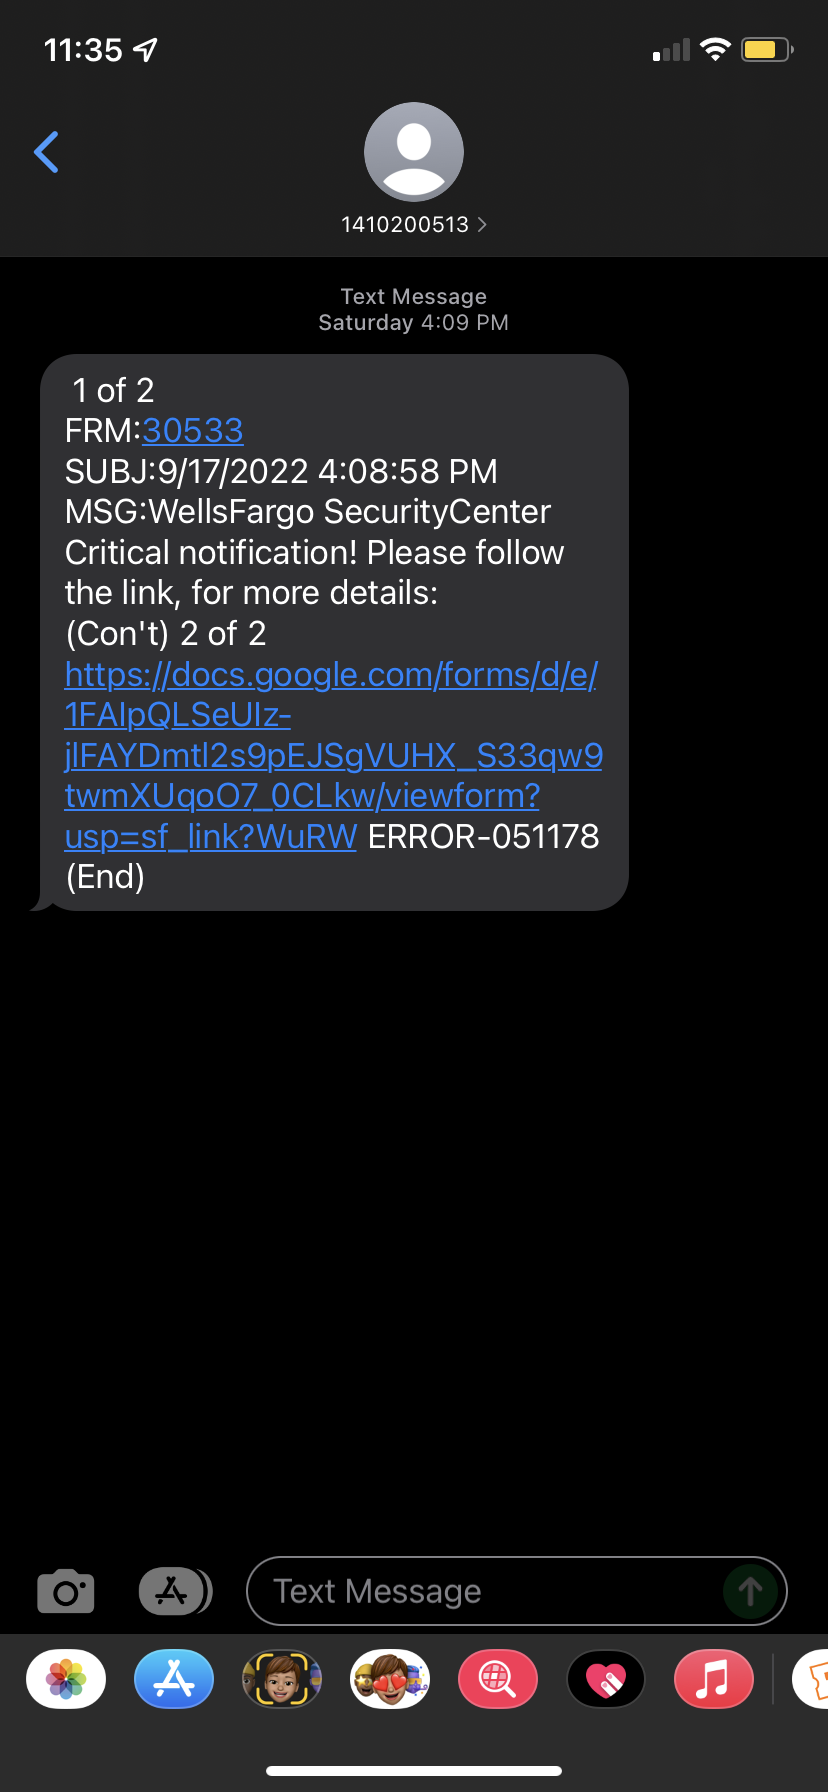 11:35
1410200513
Text Message
Saturday 4:09 PM
1 of 2
FRM:30533
SUBJ:9/17/2022 4:08:58 PM
MSG:WellsFargo SecurityCenter
Critical notification! Please follow
the link, for more details:
(Con't) 2 of 2
https://docs.google.com/forms/d/e/
1FAIpQLSeUIz-
jlFAYDmtl2s9pEJSgVUHX_S33qw9
twmXUqoO7_0CLkw/viewform?
usp=sf_link?WuRW ERROR-051178
(End)
Text Message